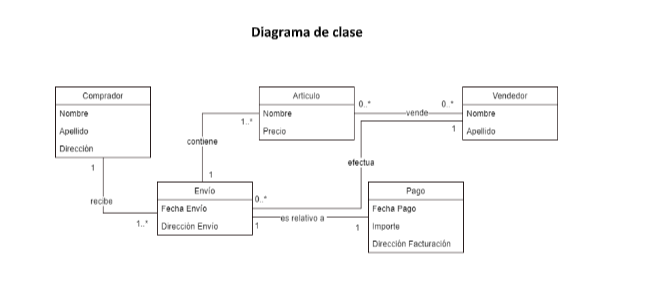 Diagrama de clase
Comprador
Nombre
Apellido
Dirección
1
recibe
1..*
Articulo
Nombre
Precio
1..*
contiene
1
0..*
vende
0..*
Vendedor
Nombre
Apellido
1
efectua
Envío
Fecha Envío
Dirección Envio
0..*
1
es relativo a
1
Pago
Fecha Pago
Importe
Dirección Facturación